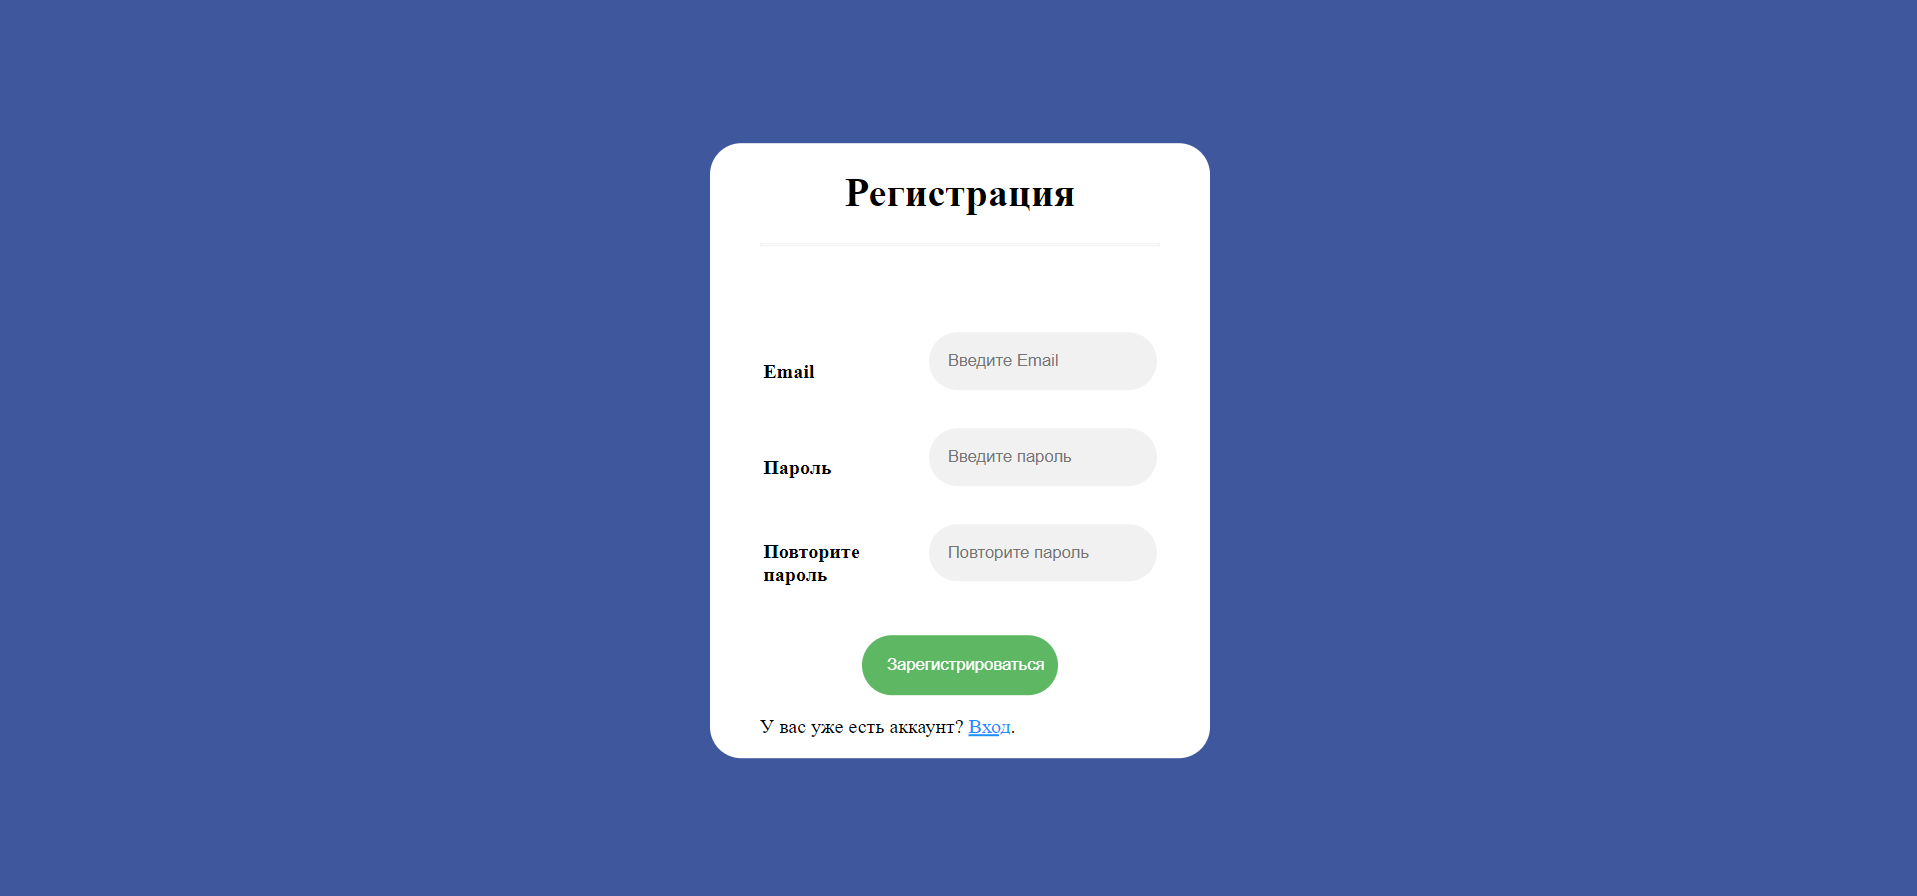 Регистрация
Email
Введите Email
Пароль
Введите пароль
Повторите
пароль
Повторите пароль
Зарегистрироваться
У вас уже есть аккаунт? Вход.